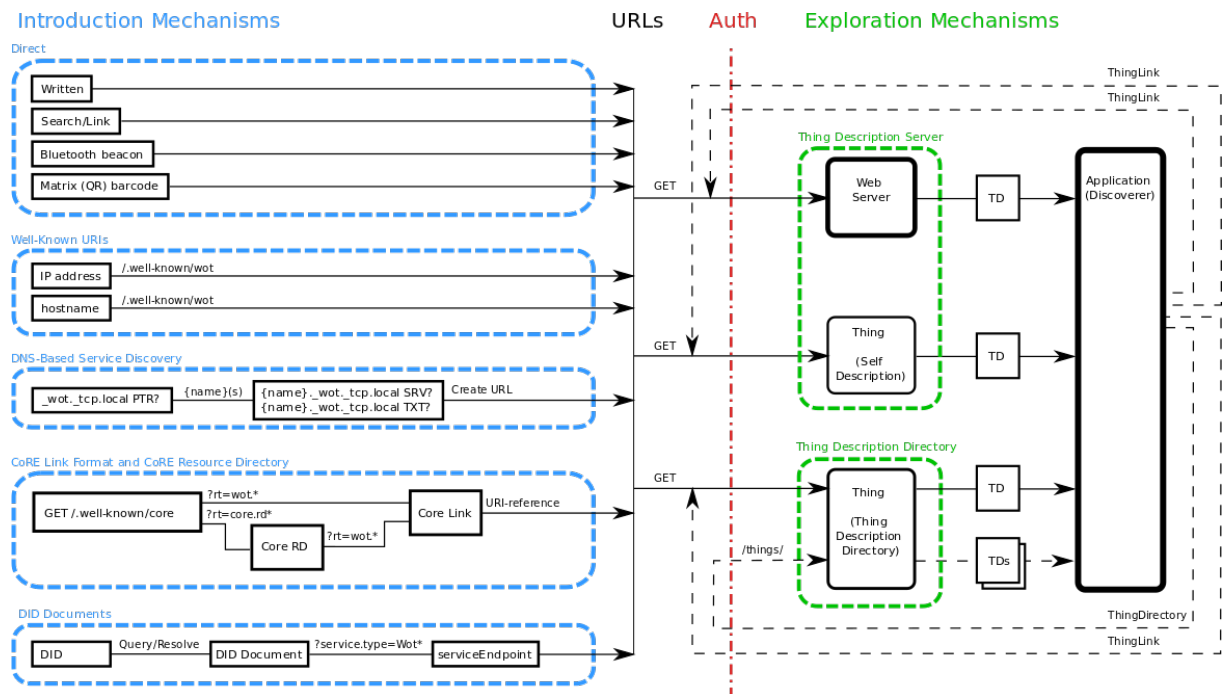 Introduction Mechanisms
URLs
Auth
Exploration Mechanisms
Direct
Written
Search/Link
Bluetooth beacon
Matrix (QR) barcode
Well-Known URIs
IP address
/.well-known/wot
hostname
/.well-known/wot
DNS-Based Service Discovery
_wot._tcp.local PTR?
{name}(s)
{name}._wot._tcp.local SRV?
{name}._wot._tcp.local TXT?
Create URL
CoRE Link Format and CoRE Resource Directory
GET /.well-known/core
?rt=wot.*
?rt=core.rd*
Core RD
?rt=wot.*
Core Link
URI-reference
DID Documents
DID
Query/Resolve
DID Document
?service.type=Wot*
serviceEndpoint
ThingLink
ThingLink
Thing Description Server
GET
Web
Server
TD
Application
(Discoverer)
GET
Thing
(Self
Description)
TD
Thing Description Directory
GET
Thing
(Thing
Description
Directory)
TD
/things/
TDs
ThingDirectory
ThingLink